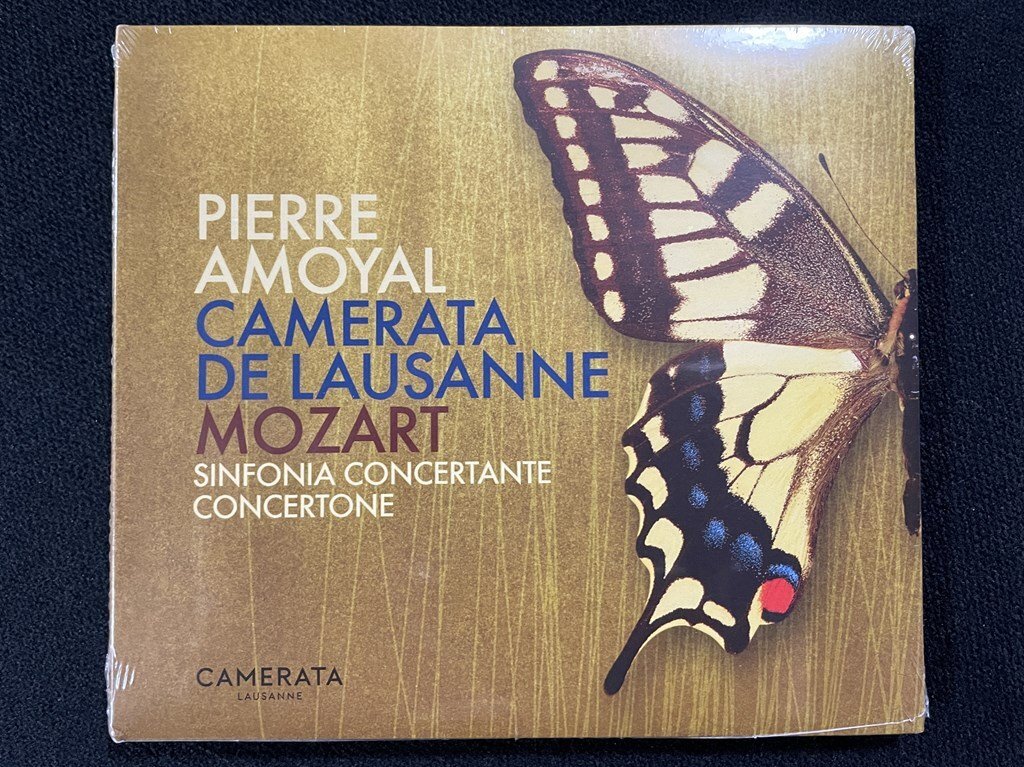 PIERRE
AMOYAL
CAMERATA
DE LAUSANNE
MOZART
SINFONIA CONCERTANTE
CONCERTONE
CAMERATA
LAUSANNE